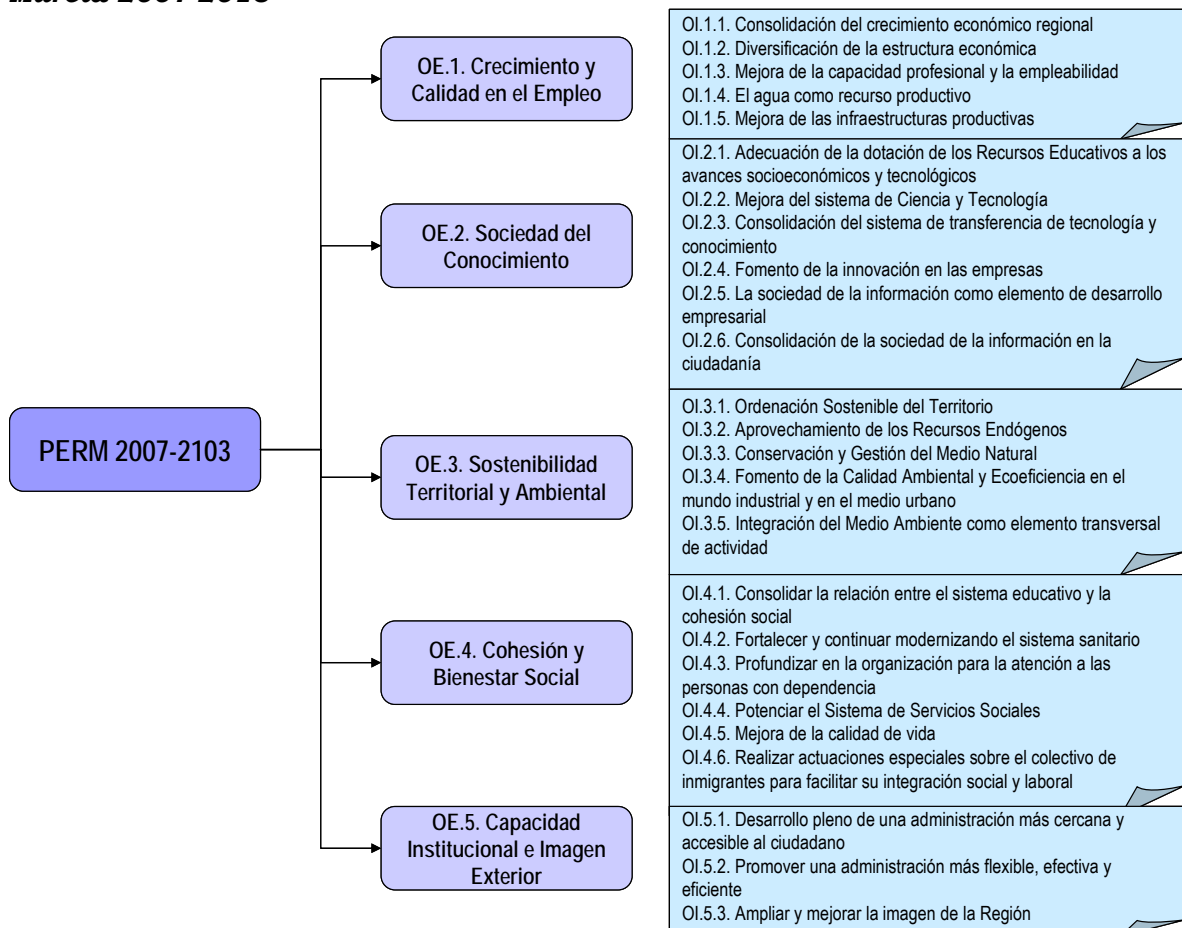 Murcia 2007-2013
PERM 2007-2103
OE.1. Crecimiento y
Calidad en el Empleo
OI.1.1. Consolidación del crecimiento económico regional
OI.1.2. Diversificación de la estructura económica
OI.1.3. Mejora de la capacidad profesional y la empleabilidad
OI.1.4. El agua como recurso productivo
OI.1.5. Mejora de las infraestructuras productivas
OE.2. Sociedad del
Conocimiento
OI.2.1. Adecuación de la dotación de los Recursos Educativos a los
avances socioeconómicos y tecnológicos
OI.2.2. Mejora del sistema de Ciencia y Tecnología
OI.2.3. Consolidación del sistema de transferencia de tecnología y
conocimiento
OI.2.4. Fomento de la innovación en las empresas
OI.2.5. La sociedad de la información como elemento de desarrollo
empresarial
OI.2.6. Consolidación de la sociedad de la información en la
ciudadanía
OE.3. Sostenibilidad
Territorial y Ambiental
OI.3.1. Ordenación Sostenible del Territorio
OI.3.2. Aprovechamiento de los Recursos Endógenos
OI.3.3. Conservación y Gestión del Medio Natural
OI.3.4. Fomento de la Calidad Ambiental y Ecoeficiencia en el
mundo industrial y en el medio urbano
OI.3.5. Integración del Medio Ambiente como elemento transversal
de actividad
OE.4. Cohesión y
Bienestar Social
OI.4.1. Consolidar la relación entre el sistema educativo y la
cohesión social
OI.4.2. Fortalecer y continuar modernizando el sistema sanitario
OI.4.3. Profundizar en la organización para la atención a las
personas con dependencia
OI.4.4. Potenciar el Sistema de Servicios Sociales
OI.4.5. Mejora de la calidad de vida
OI.4.6. Realizar actuaciones especiales sobre el colectivo de
inmigrantes para facilitar su integración social y laboral
OE.5. Capacidad
Institucional e Imagen
Exterior
OI.5.1. Desarrollo pleno de una administración más cercana y
accesible al ciudadano
OI.5.2. Promover una administración más flexible, efectiva y
eficiente
OI.5.3. Ampliar y mejorar la imagen de la Región